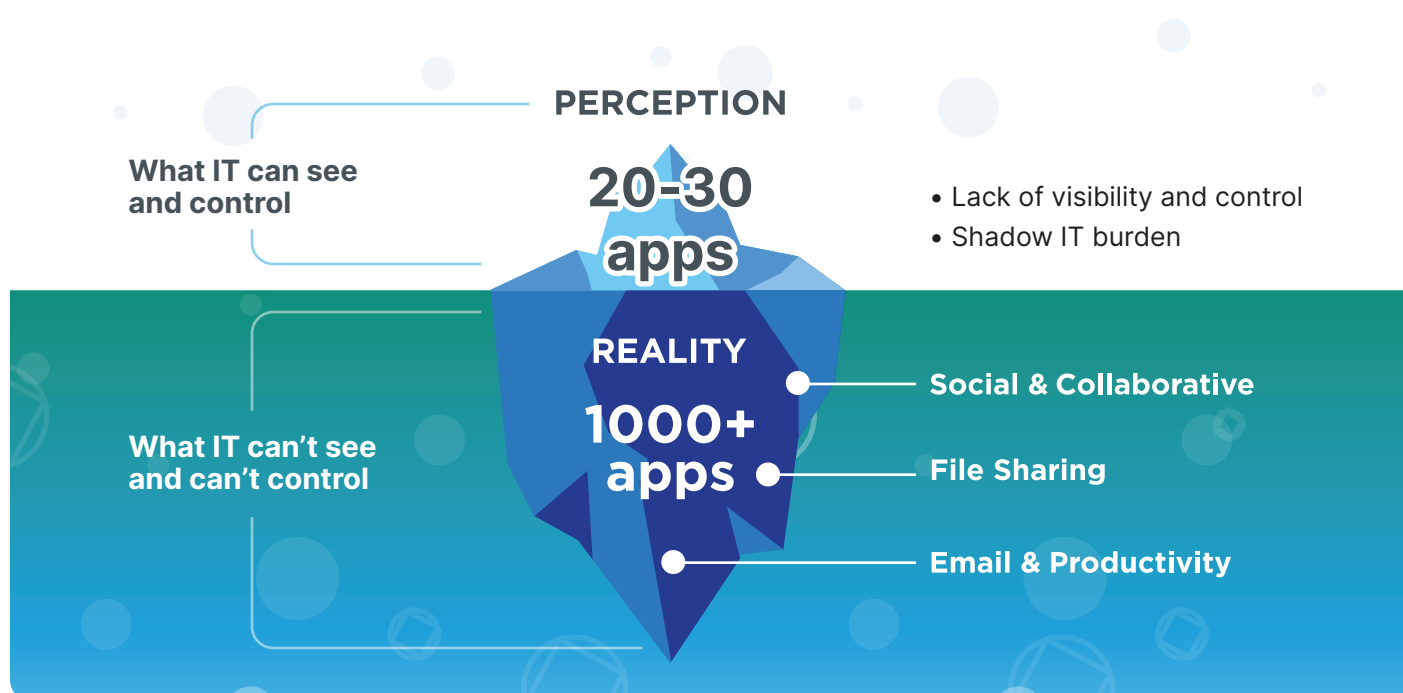 PERCEPTION
What IT can see
and control
20-30
apps
• Lack of visibility and control
• Shadow IT burden
REALITY
1000+
apps
What IT can’t see
and can’t control
Social & Collaborative
File Sharing
Email & Productivity